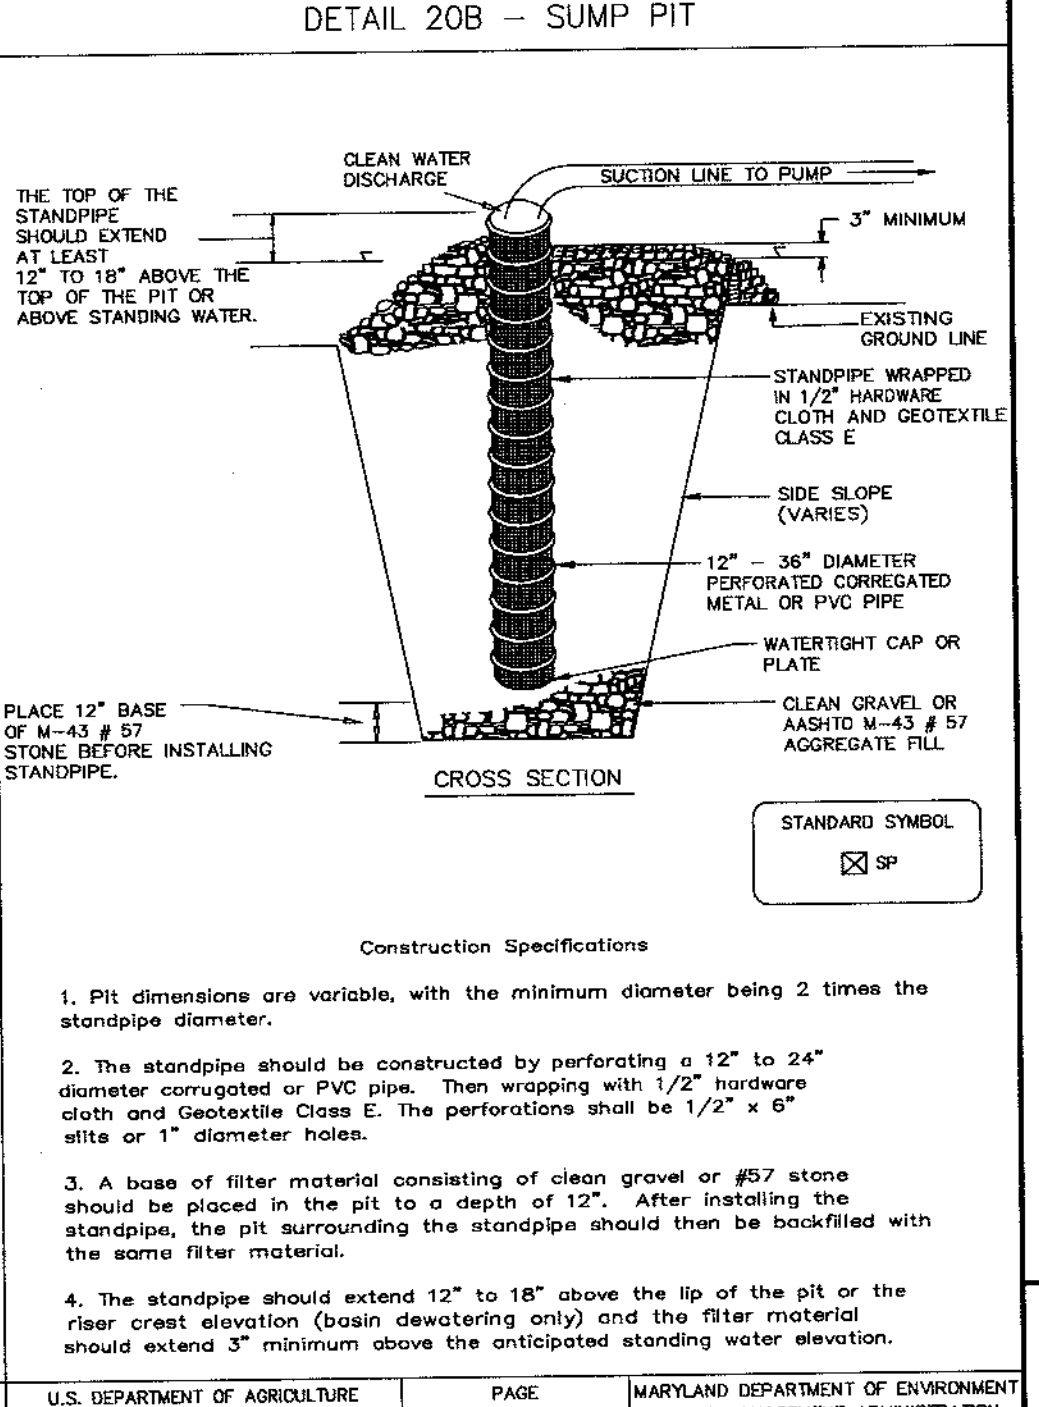 DETAIL 20B - SUMP PIT
CLEAN WATER
DISCHARGE
SUCTION LINE TO PUMP
THE TOP OF THE
STANDPIPE
SHOULD EXTEND
AT LEAST
12" TO 18" ABOVE THE
TOP OF THE PIT OR
ABOVE STANDING WATER.
3" MINIMUM
EXISTING
GROUND LINE
STANDPIPE WRAPPED
IN 1/2" HARDWARE
CLOTH AND GEOTEXTILE
CLASS E
SIDE SLOPE
(VARIES)
12" - 36" DIAMETER
PERFORATED CORREGATED
METAL OR PVC PIPE
WATERTIGHT CAP OR
PLATE
PLACE 12" BASE
OF M-43 # 57
STONE BEFORE INSTALLING
STANDPIPE.
CLEAN GRAVEL OR
AASHTO M-43 # 57
AGGREGATE FILL
CROSS SECTION
STANDARD SYMBOL
SP
Construction Specifications
1. Pit dimensions are variable, with the minimum diameter being 2 times the
standpipe diameter.
2. The standpipe should be constructed by perforating a 12" to 24"
diameter corrugated or PVC pipe. Then wrapping with 1/2" hardware
cloth and Geotextile Class E. The perforations shall be 1/2" x 6"
slits or 1" diameter holes.
3. A base of filter material consisting of clean gravel or #57 stone
should be placed in the pit to a depth of 12". After installing the
standpipe, the pit surrounding the standpipe should then be backfilled with
the same filter material.
4. The standpipe should extend 12" to 18" above the lip of the pit or the
riser crest elevation (basin dewatering only) and the filter material
should extend 3" minimum above the anticipated standing water elevation.
U.S. DEPARTMENT OF AGRICULTURE
PAGE
MARYLAND DEPARTMENT OF ENVIRONMENT